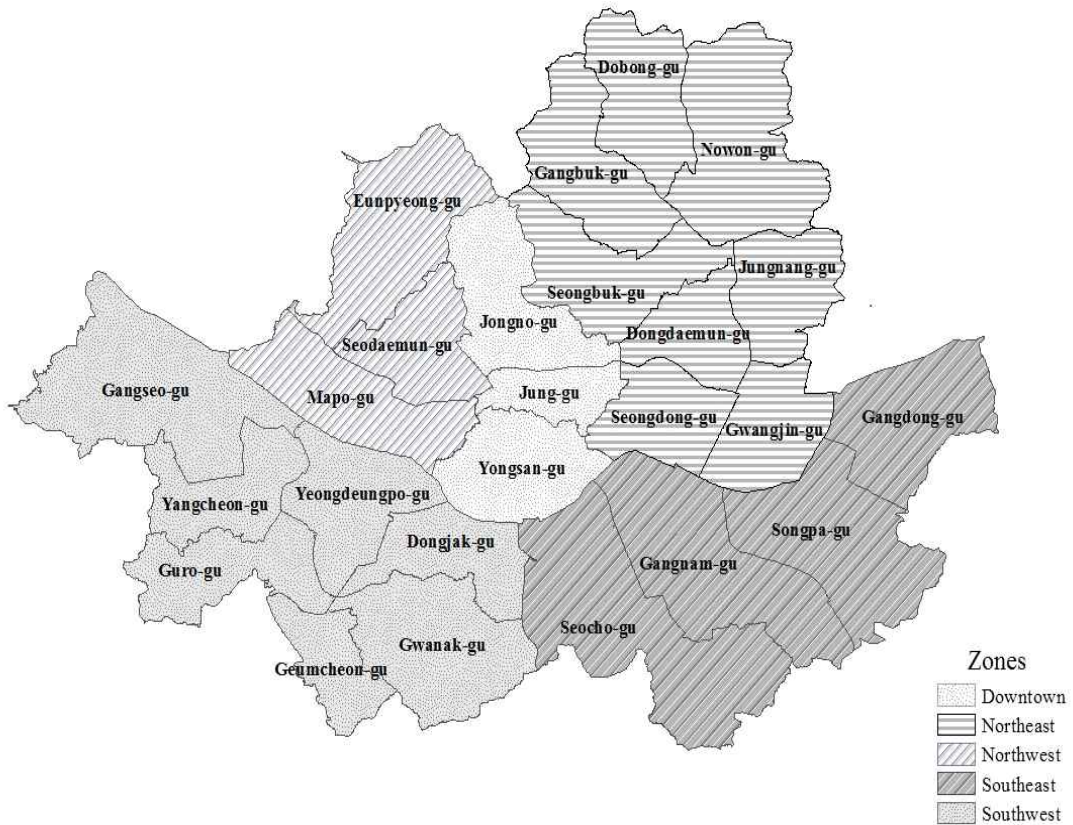 Dobong-gu
Nowon-gu
Gangbuk-gu
Eunpyeong-gu
Jungnang-gu
Seongbuk-gu
Jongno-gu
Dongdaemun-gu
Seodaemun-gu
Gangseo-gu
Jung-gu
Mapo-gu
Seongdong-gu
Gwangjin-gu
Gangdong-gu
Yongsan-gu
Yeongdeungpo-gu
Yangcheon-gu
Songpa-gu
Dongjak-gu
Gangnam-gu
Guro-gu
Seocho-gu
Gwanak-gu
Geumcheon-gu
Zones
Downtown
Northeast
Northwest
Southeast
Southwest